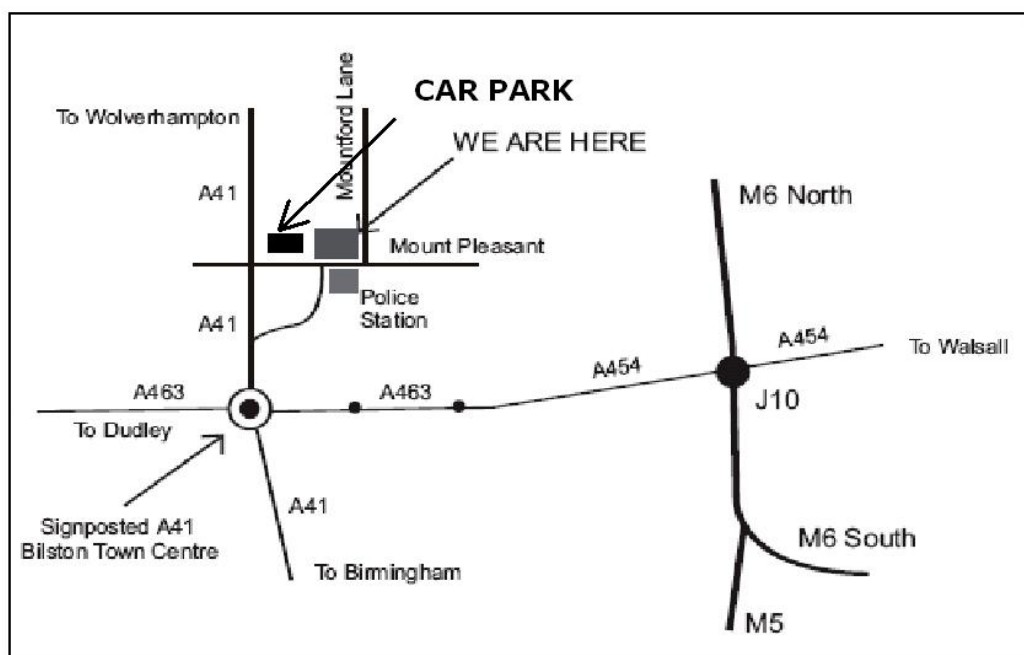 CAR PARK
To Wolverhampton
Mountford Lane
WE ARE HERE
A41
M6 North
Mount Pleasant
Police
Station
A41
A454
To Walsall
A454
A463
A463
J10
To Dudley
A41
Signposted A41
Bilston Town Centre
M6 South
To Birmingham
M5